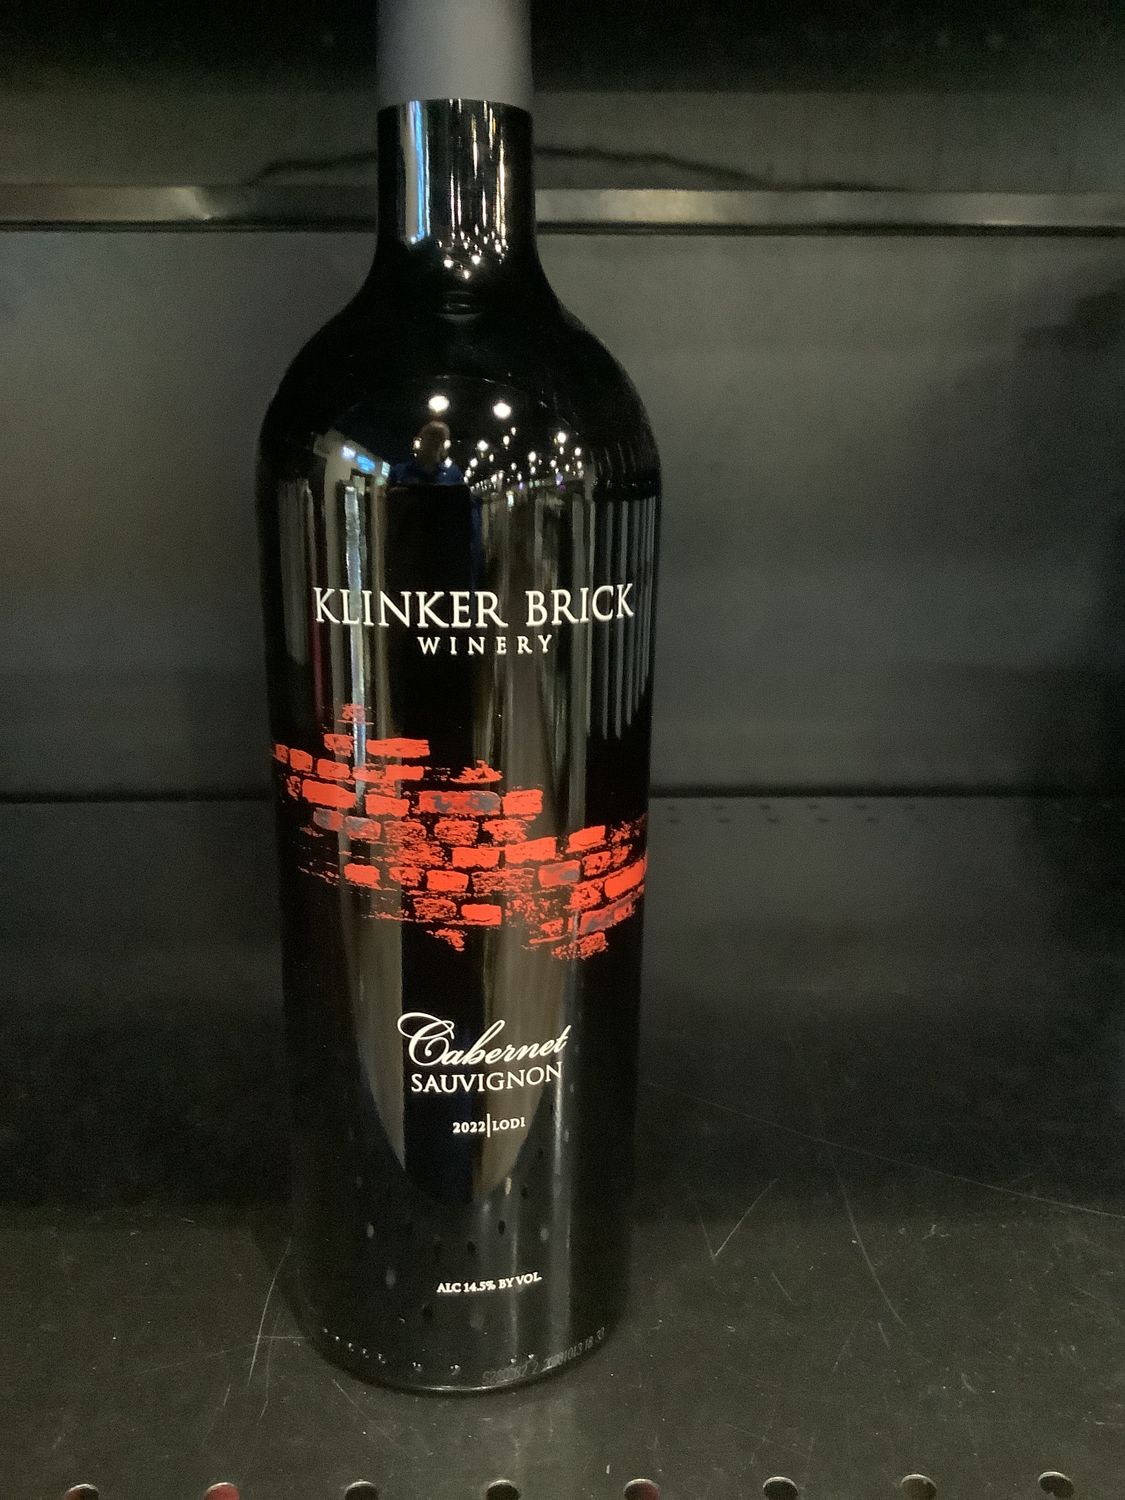 KLINKER BRICK
WINERY
Cabernet
SAUVIGNON
2022|LODI
ALC 14.5% BY VOL.